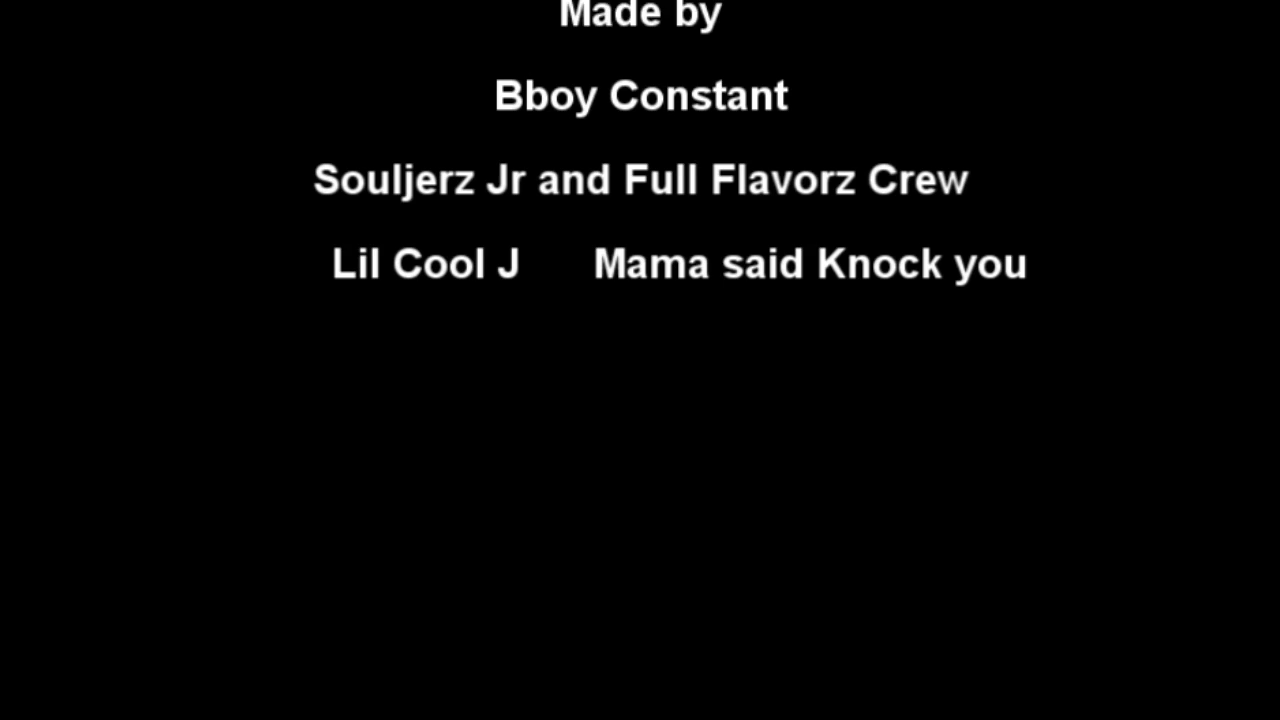 Made by
Bboy Constant
Souljerz Jr and Full Flavorz Crew
Lil Cool J Mama said Knock you